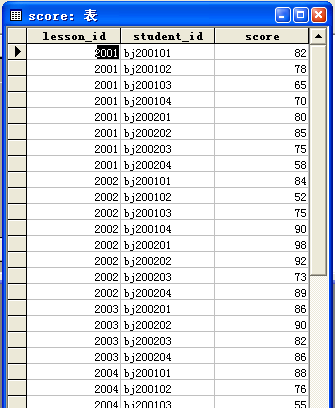 score: 表
lesson_id student_id score
2001 bj200101 82
2001 bj200102 78
2001 bj200103 65
2001 bj200104 70
2001 bj200201 80
2001 bj200202 85
2001 bj200203 75
2001 bj200204 58
2002 bj200101 84
2002 bj200102 52
2002 bj200103 75
2002 bj200104 90
2002 bj200201 98
2002 bj200202 92
2002 bj200203 73
2002 bj200204 89
2003 bj200201 86
2003 bj200202 90
2003 bj200203 82
2003 bj200204 86
2004 bj200101 88
2004 bj200102 76
2004 bj200103 55